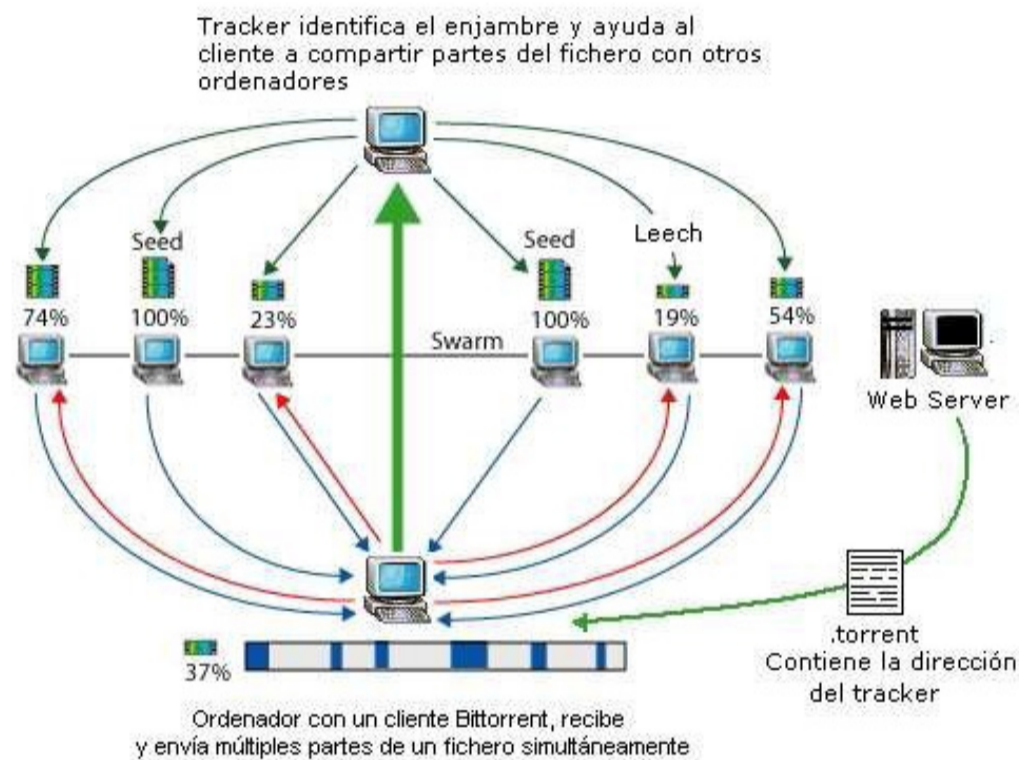 Tracker identifica el enjambre y ayuda al
cliente a compartir partes del fichero con otros
ordenadores
Seed
Seed
Leech
74%
100%
23%
100%
19%
54%
Swarm
Web Server
.torrent
Contiene la dirección
del tracker
37%
Ordenador con un cliente Bittorrent, recibe
y envía múltiples partes de un fichero simultáneamente